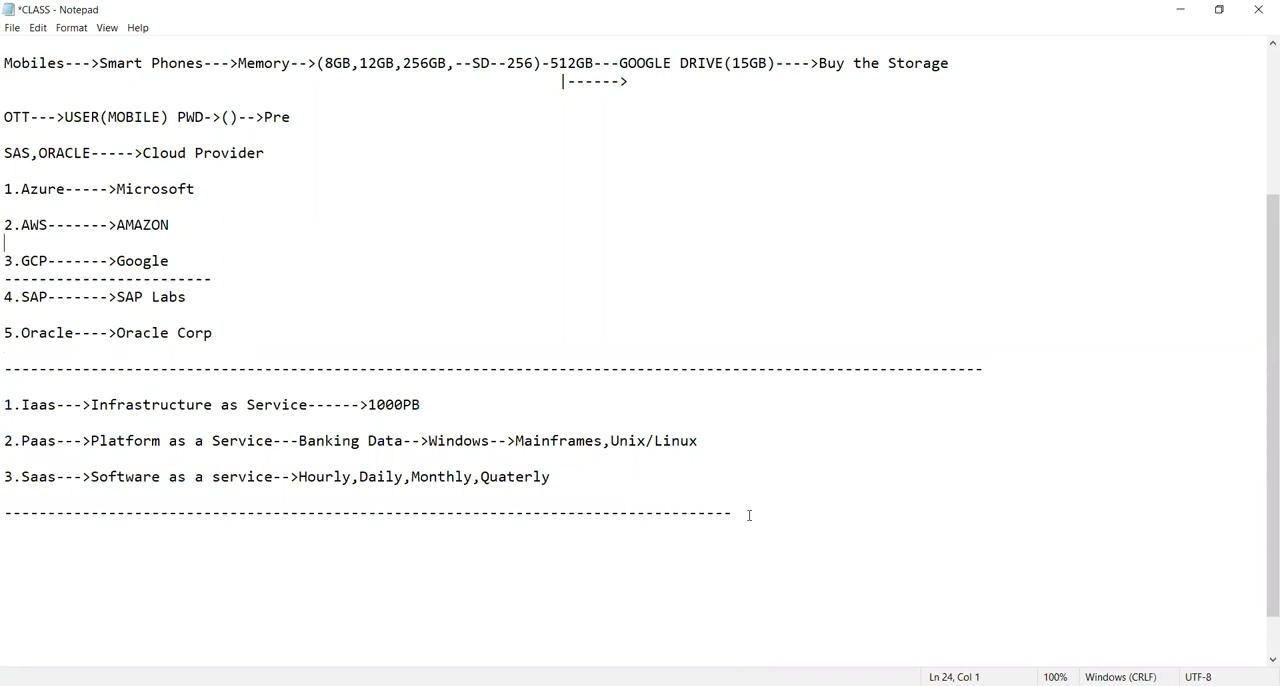 *CLASS - Notepad
File Edit Format View Help
Mobiles--->Smart Phones--->Memory-->(8GB,12GB,256GB,--SD--256)-512GB---GOOGLE DRIVE(15GB)---->Buy the Storage
|------>
OTT--->USER(MOBILE) PWD->()-->Pre
SAS,ORACLE----->Cloud Provider
1.Azure----->Microsoft
2.AWS------->AMAZON
3.GCP------->Google
------------------------
4.SAP------->SAP Labs
5.Oracle---->Oracle Corp
-----------------------------------------------------------------------------------------------------------------
1.Iaas--->Infrastructure as Service------>1000PB
2.Paas--->Platform as a Service---Banking Data-->Windows-->Mainframes,Unix/Linux
3.Saas--->Software as a service-->Hourly,Daily,Monthly,Quaterly
------------------------------------------------------------------------------------
Ln 24, Col 1 100% Windows (CRLF) UTF-8